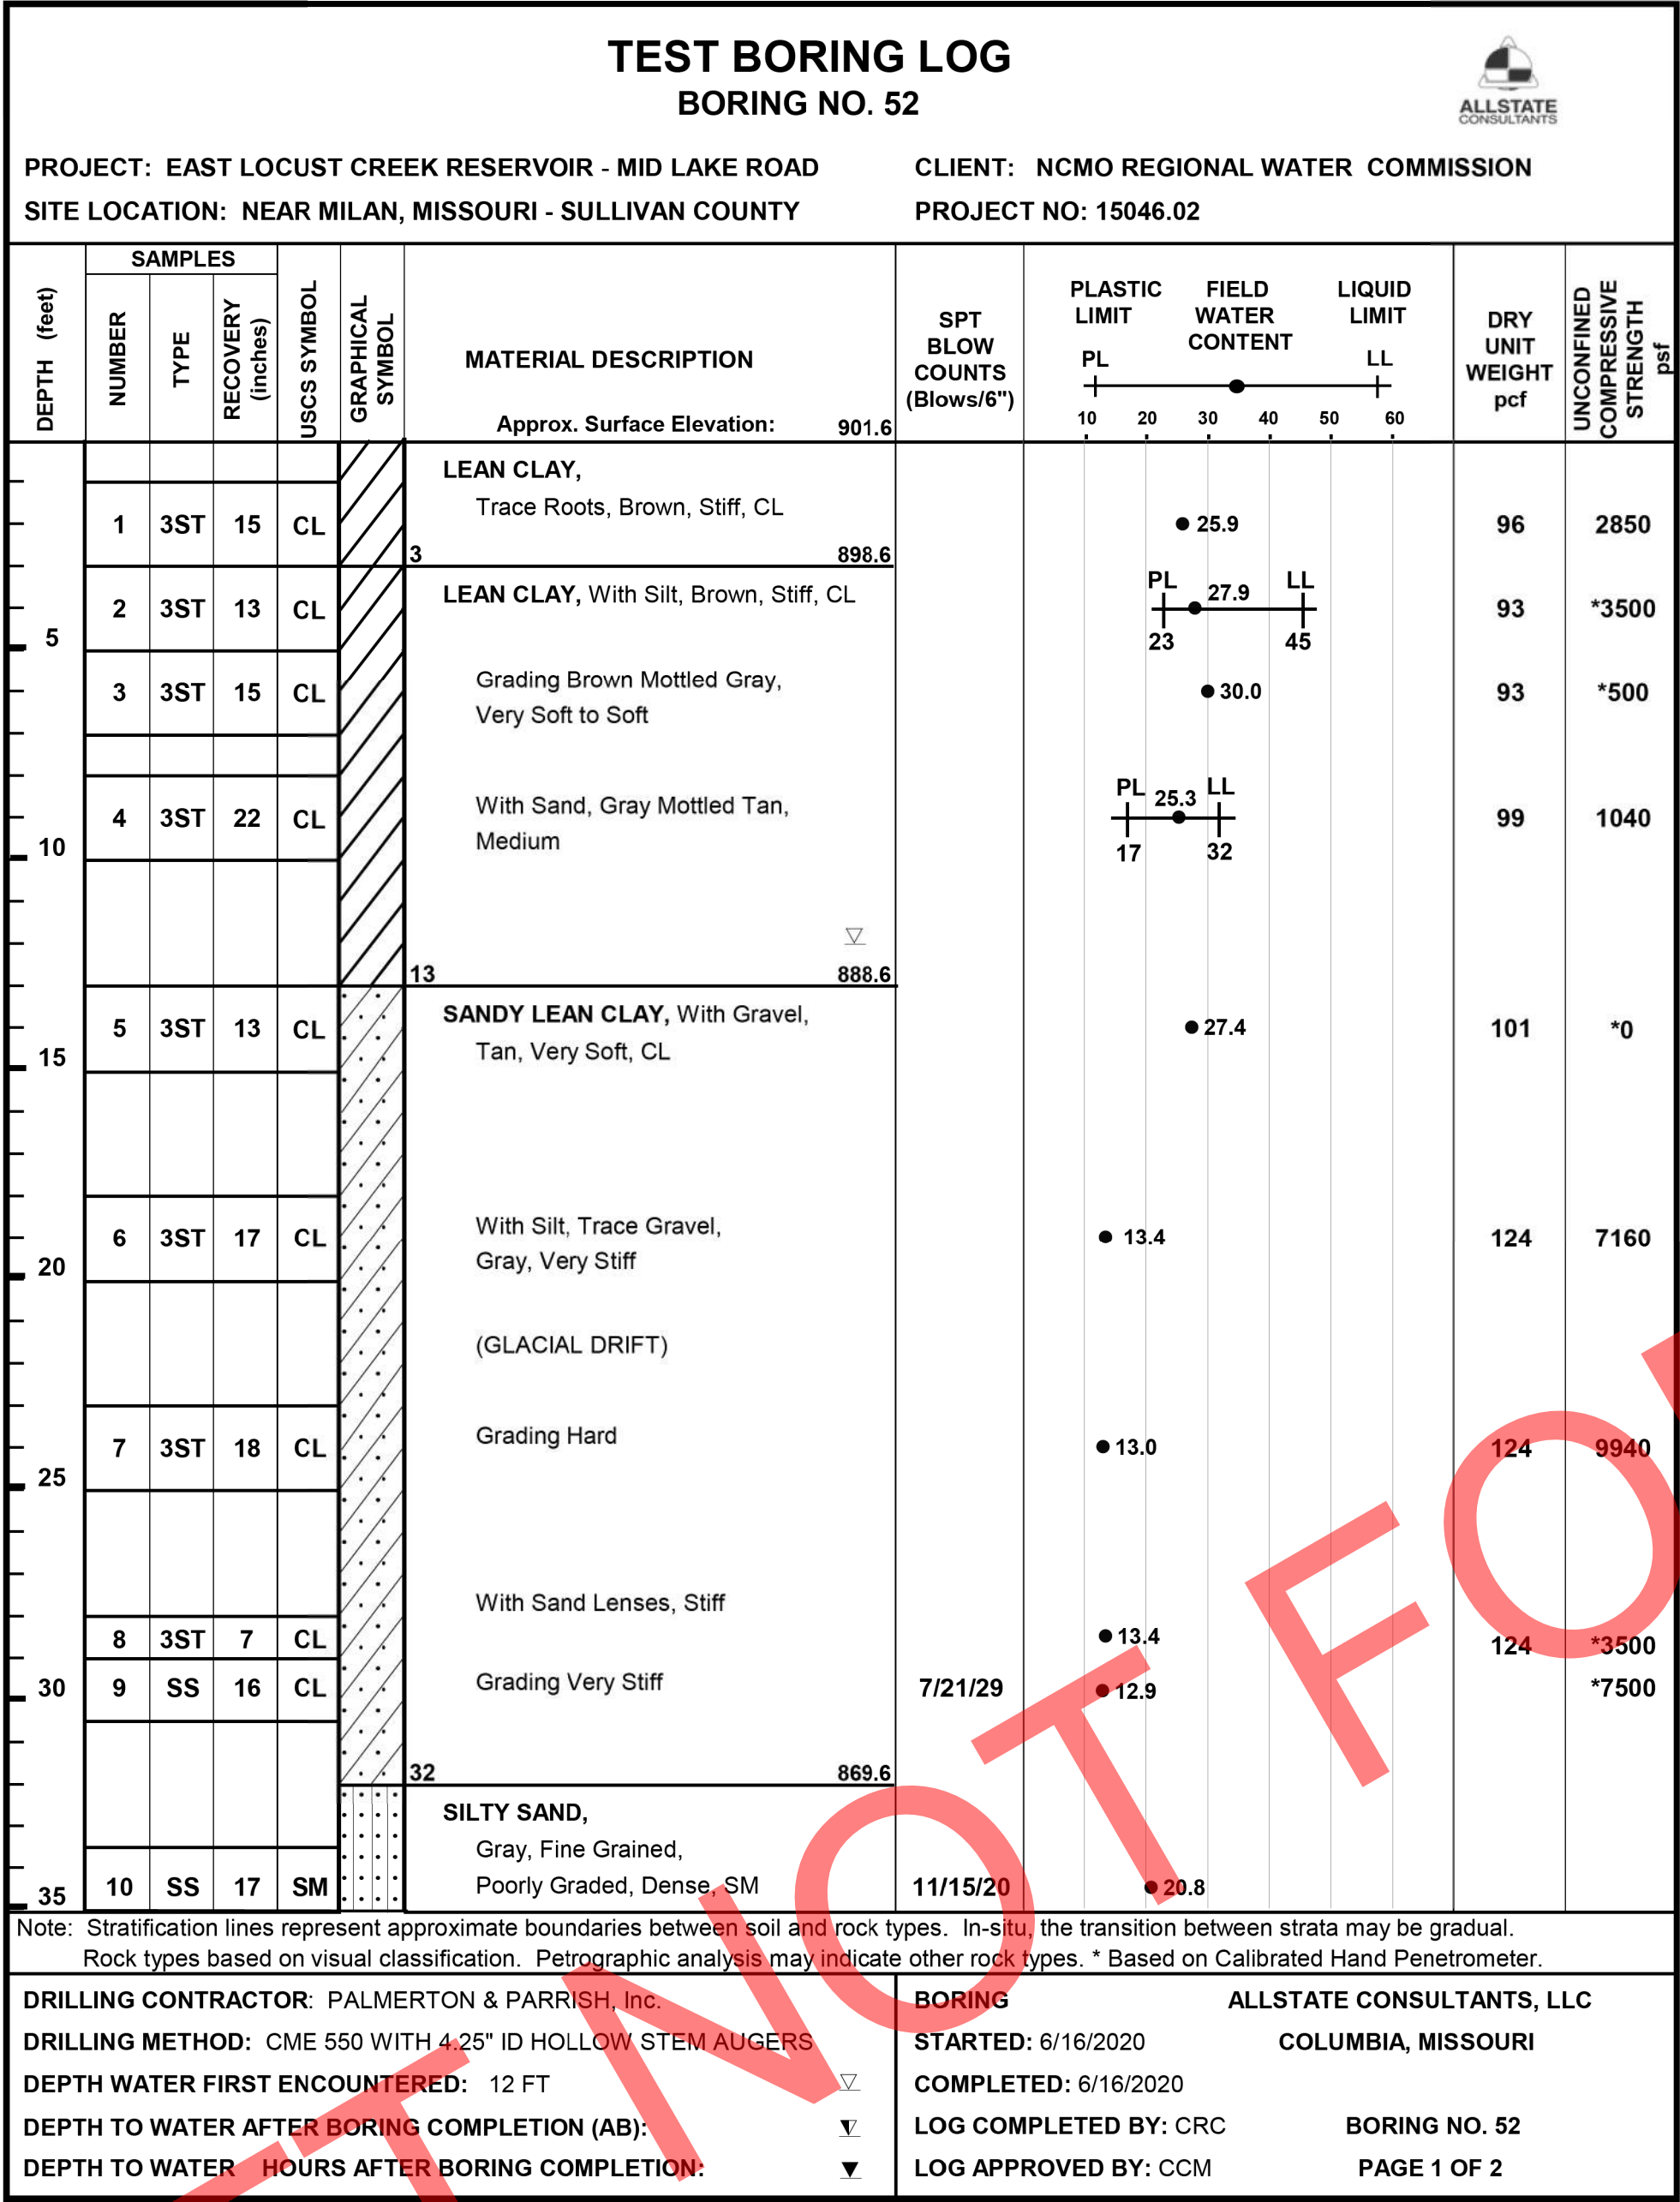 TEST BORING LOG
BORING NO. 52
ALLSTATE
CONSULTANTS
PROJECT: EAST LOCUST CREEK RESERVOIR - MID LAKE ROAD CLIENT: NCMO REGIONAL WATER COMMISSION
SITE LOCATION: NEAR MILAN, MISSOURI - SULLIVAN COUNTY PROJECT NO: 15046.02
DEPTH (feet)
SAMPLES
NUMBER
TYPE
RECOVERY (inches)
USCS SYMBOL
GRAPHICAL SYMBOL
MATERIAL DESCRIPTION
Approx. Surface Elevation: 901.6
SPT
BLOW
COUNTS
(Blows/6")
PLASTIC LIMIT
FIELD WATER CONTENT
LIQUID LIMIT
PL LL
10 20 30 40 50 60
DRY
UNIT
WEIGHT
pcf
UNCONFINED COMPRESSIVE STRENGTH psf
LEAN CLAY,
Trace Roots, Brown, Stiff, CL
1 3ST 15 CL 25.9 96 2850
3 898.6
LEAN CLAY, With Silt, Brown, Stiff, CL
PL 27.9 LL
2 3ST 13 CL 93 *3500
23 45
5
Grading Brown Mottled Gray,
3 3ST 15 CL 30.0 93 *500
Very Soft to Soft
PL 25.3 LL
With Sand, Gray Mottled Tan,
4 3ST 22 CL 99 1040
Medium
17 32
10
13 888.6
SANDY LEAN CLAY, With Gravel,
5 3ST 13 CL 27.4 101 *0
Tan, Very Soft, CL
15
With Silt, Trace Gravel,
6 3ST 17 CL 13.4 124 7160
Gray, Very Stiff
20
(GLACIAL DRIFT)
Grading Hard
7 3ST 18 CL 13.0 124 9940
25
With Sand Lenses, Stiff
8 3ST 7 CL 13.4 124 *3500
Grading Very Stiff
30 9 SS 16 CL 7/21/29 12.9 *7500
32 869.6
SILTY SAND,
Gray, Fine Grained,
Poorly Graded, Dense, SM
35 10 SS 17 SM 11/15/20 20.8
Note: Stratification lines represent approximate boundaries between soil and rock types. In-situ, the transition between strata may be gradual.
Rock types based on visual classification. Petrographic analysis may indicate other rock types. * Based on Calibrated Hand Penetrometer.
DRILLING CONTRACTOR: PALMERTON & PARRISH, Inc. BORING ALLSTATE CONSULTANTS, LLC
DRILLING METHOD: CME 550 WITH 4.25" ID HOLLOW STEM AUGERS STARTED: 6/16/2020 COLUMBIA, MISSOURI
DEPTH WATER FIRST ENCOUNTERED: 12 FT COMPLETED: 6/16/2020
DEPTH TO WATER AFTER BORING COMPLETION (AB): LOG COMPLETED BY: CRC BORING NO. 52
DEPTH TO WATER HOURS AFTER BORING COMPLETION: LOG APPROVED BY: CCM PAGE 1 OF 2
T NOT FO